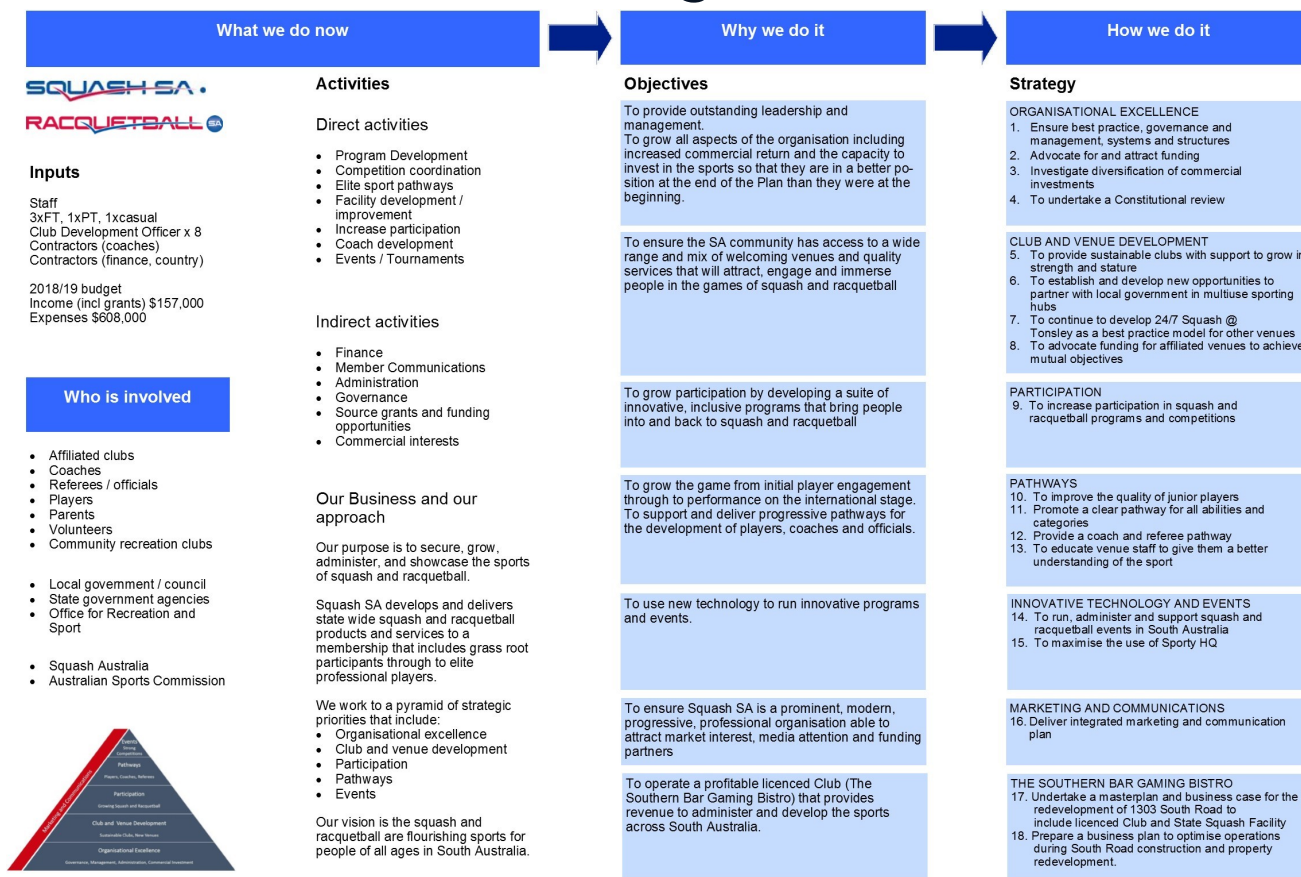 What we do now
Why we do it
How we do it
SQUASH SA
RACQUETBALL SA
Inputs
Staff
3xFT, 1xPT, 1xcasual
Club Development Officer x 8
Contractors (coaches)
Contractors (finance, country)
2018/19 budget
Income (incl grants) $157,000
Expenses $608,000
Who is involved
• Affiliated clubs
• Coaches
• Referees / officials
• Players
• Parents
• Volunteers
• Community recreation clubs
• Local government / council
• State government agencies
• Office for Recreation and
Sport
• Squash Australia
• Australian Sports Commission
Marketing and Communications
Events
Strong
Competitions
Pathways
Players, Coaches, Referees
Participation
Growing Squash and Racquetball
Club and Venue Development
Sustainable Clubs, New Venues
Organisational Excellence
Governance, Management, Administration, Commercial Investment
Activities
Direct activities
• Program Development
• Competition coordination
• Elite sport pathways
• Facility development /
improvement
• Increase participation
• Coach development
• Events / Tournaments
Indirect activities
• Finance
• Member Communications
• Administration
• Governance
• Source grants and funding
opportunities
• Commercial interests
Our Business and our
approach
Our purpose is to secure, grow,
administer, and showcase the sports
of squash and racquetball.
Squash SA develops and delivers
state wide squash and racquetball
products and services to a
membership that includes grass root
participants through to elite
professional players.
We work to a pyramid of strategic
priorities that include:
• Organisational excellence
• Club and venue development
• Participation
• Pathways
• Events
Our vision is the squash and
racquetball are flourishing sports for
people of all ages in South Australia.
Objectives
To provide outstanding leadership and
management.
To grow all aspects of the organisation including
increased commercial return and the capacity to
invest in the sports so that they are in a better po-
sition at the end of the Plan than they were at the
beginning.
To ensure the SA community has access to a wide
range and mix of welcoming venues and quality
services that will attract, engage and immerse
people in the games of squash and racquetball
To grow participation by developing a suite of
innovative, inclusive programs that bring people
into and back to squash and racquetball
To grow the game from initial player engagement
through to performance on the international stage.
To support and deliver progressive pathways for
the development of players, coaches and officials.
To use new technology to run innovative programs
and events.
To ensure Squash SA is a prominent, modern,
progressive, professional organisation able to
attract market interest, media attention and funding
partners
To operate a profitable licenced Club (The
Southern Bar Gaming Bistro) that provides
revenue to administer and develop the sports
across South Australia.
Strategy
ORGANISATIONAL EXCELLENCE
1. Ensure best practice, governance and
management, systems and structures
2. Advocate for and attract funding
3. Investigate diversification of commercial
investments
4. To undertake a Constitutional review
CLUB AND VENUE DEVELOPMENT
5. To provide sustainable clubs with support to grow in
strength and stature
6. To establish and develop new opportunities to
partner with local government in multiuse sporting
hubs
7. To continue to develop 24/7 Squash @
Tonsley as a best practice model for other venues
8. To advocate funding for affiliated venues to achieve
mutual objectives
PARTICIPATION
9. To increase participation in squash and
racquetball programs and competitions
PATHWAYS
10. To improve the quality of junior players
11. Promote a clear pathway for all abilities and
categories
12. Provide a coach and referee pathway
13. To educate venue staff to give them a better
understanding of the sport
INNOVATIVE TECHNOLOGY AND EVENTS
14. To run, administer and support squash and
racquetball events in South Australia
15. To maximise the use of Sporty HQ
MARKETING AND COMMUNICATIONS
16. Deliver integrated marketing and communication
plan
THE SOUTHERN BAR GAMING BISTRO
17. Undertake a masterplan and business case for the
redevelopment of 1303 South Road to
include licenced Club and State Squash Facility
18. Prepare a business plan to optimise operations
during South Road construction and property
redevelopment.